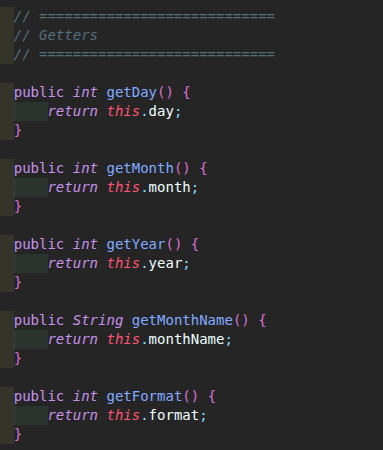 // ============================
// Getters
// ============================
public int getDay() {
    return this.day;
}
public int getMonth() {
    return this.month;
}
public int getYear() {
    return this.year;
}
public String getMonthName() {
    return this.monthName;
}
public int getFormat() {
    return this.format;
}